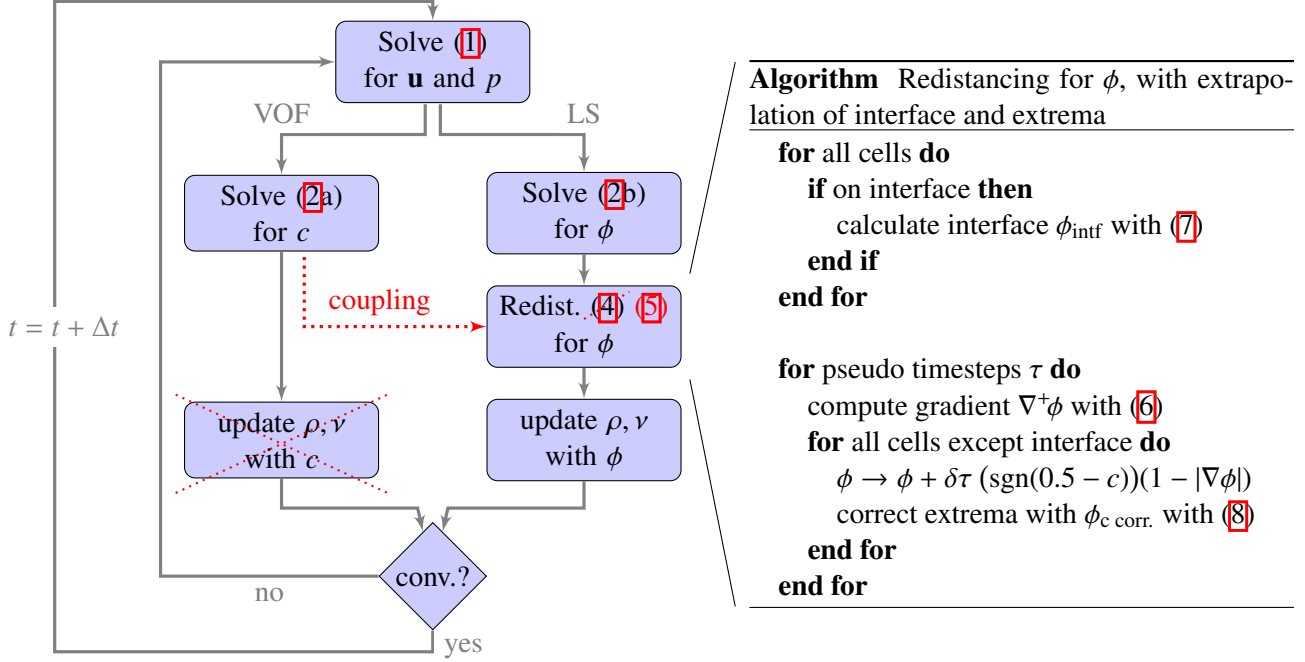 Solve (1)
for u and p
VOF
LS
Solve (2a)
for c
Solve (2b)
for ϕ
coupling
Redist. (4) (5)
for ϕ
t = t + Δt
update ρ, ν
with c
update ρ, ν
with ϕ
conv.?
no
yes
Algorithm Redistancing for ϕ, with extrapo-
lation of interface and extrema
for all cells do
if on interface then
calculate interface ϕintf with (7)
end if
end for
for pseudo timesteps τ do
compute gradient ∇⁺ϕ with (6)
for all cells except interface do
ϕ → ϕ + δτ (sgn(0.5 − c))(1 − |∇ϕ|)
correct extrema with ϕc corr. with (8)
end for
end for